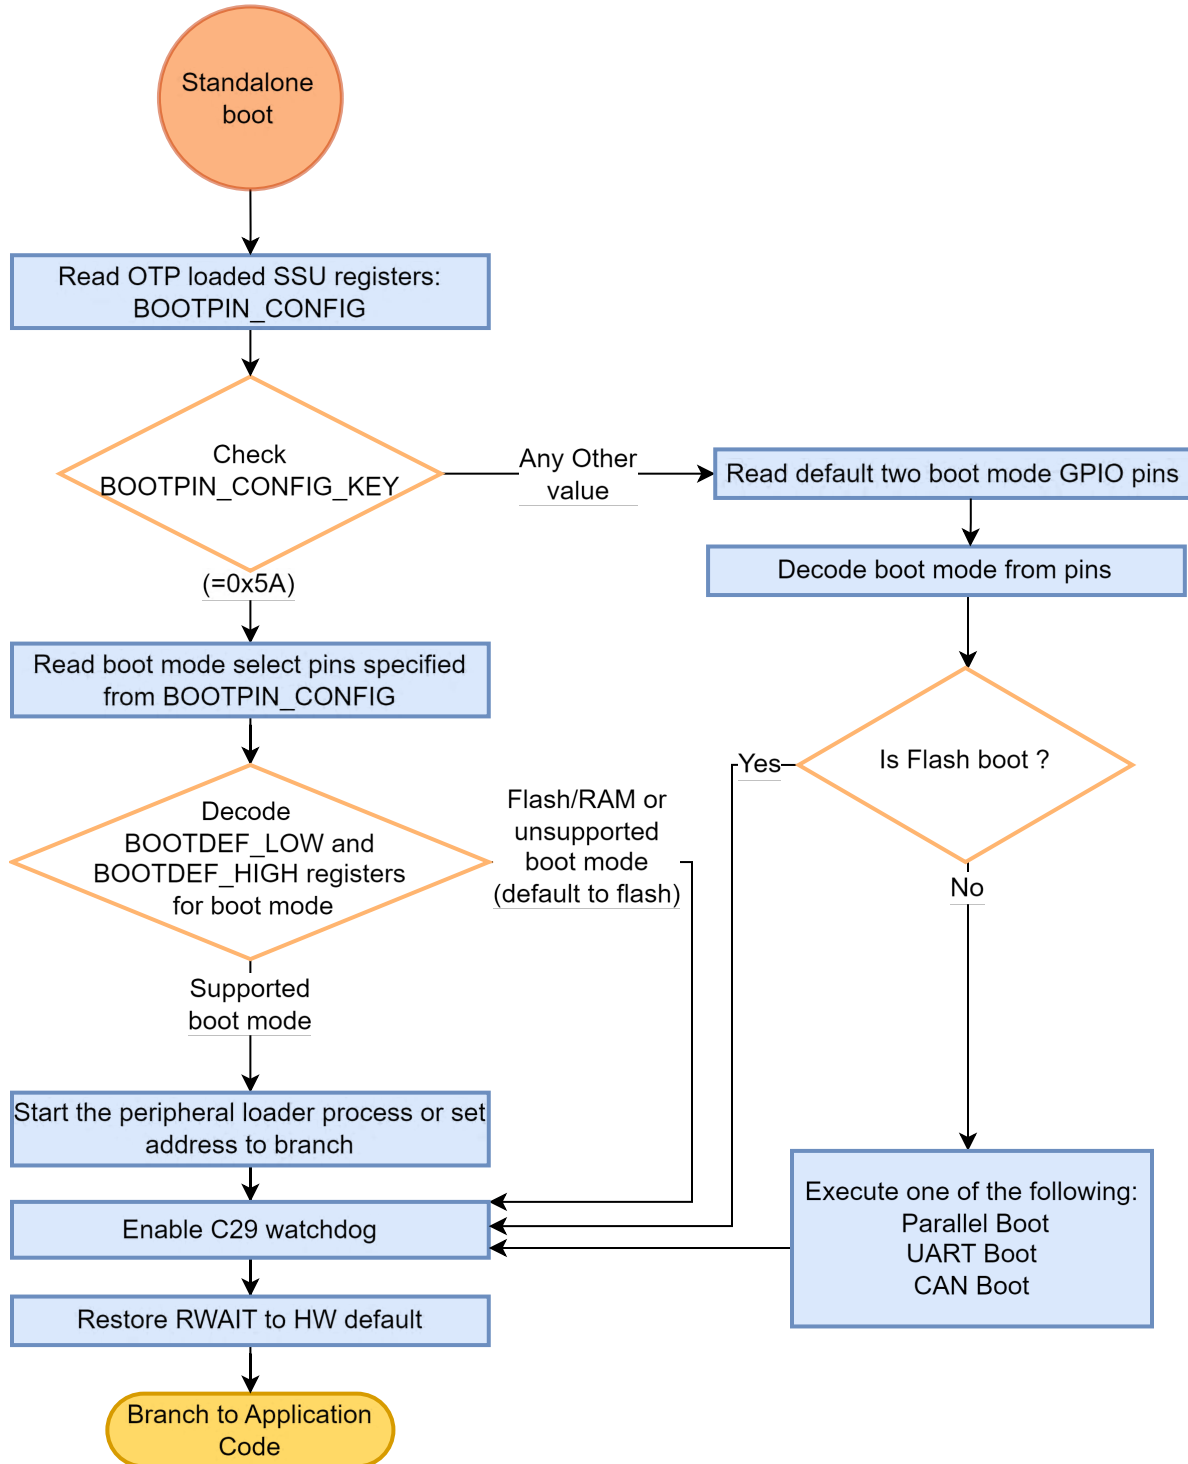 Standalone
boot
Read OTP loaded SSU registers:
BOOTPIN_CONFIG
Check
BOOTPIN_CONFIG_KEY
Any Other
value
Read default two boot mode GPIO pins
Decode boot mode from pins
(=0x5A)
Read boot mode select pins specified
from BOOTPIN_CONFIG
Is Flash boot ?
Yes
No
Decode
BOOTDEF_LOW and
BOOTDEF_HIGH registers
for boot mode
Flash/RAM or
unsupported
boot mode
(default to flash)
Supported
boot mode
Start the peripheral loader process or set
address to branch
Execute one of the following:
Parallel Boot
UART Boot
CAN Boot
Enable C29 watchdog
Restore RWAIT to HW default
Branch to Application
Code